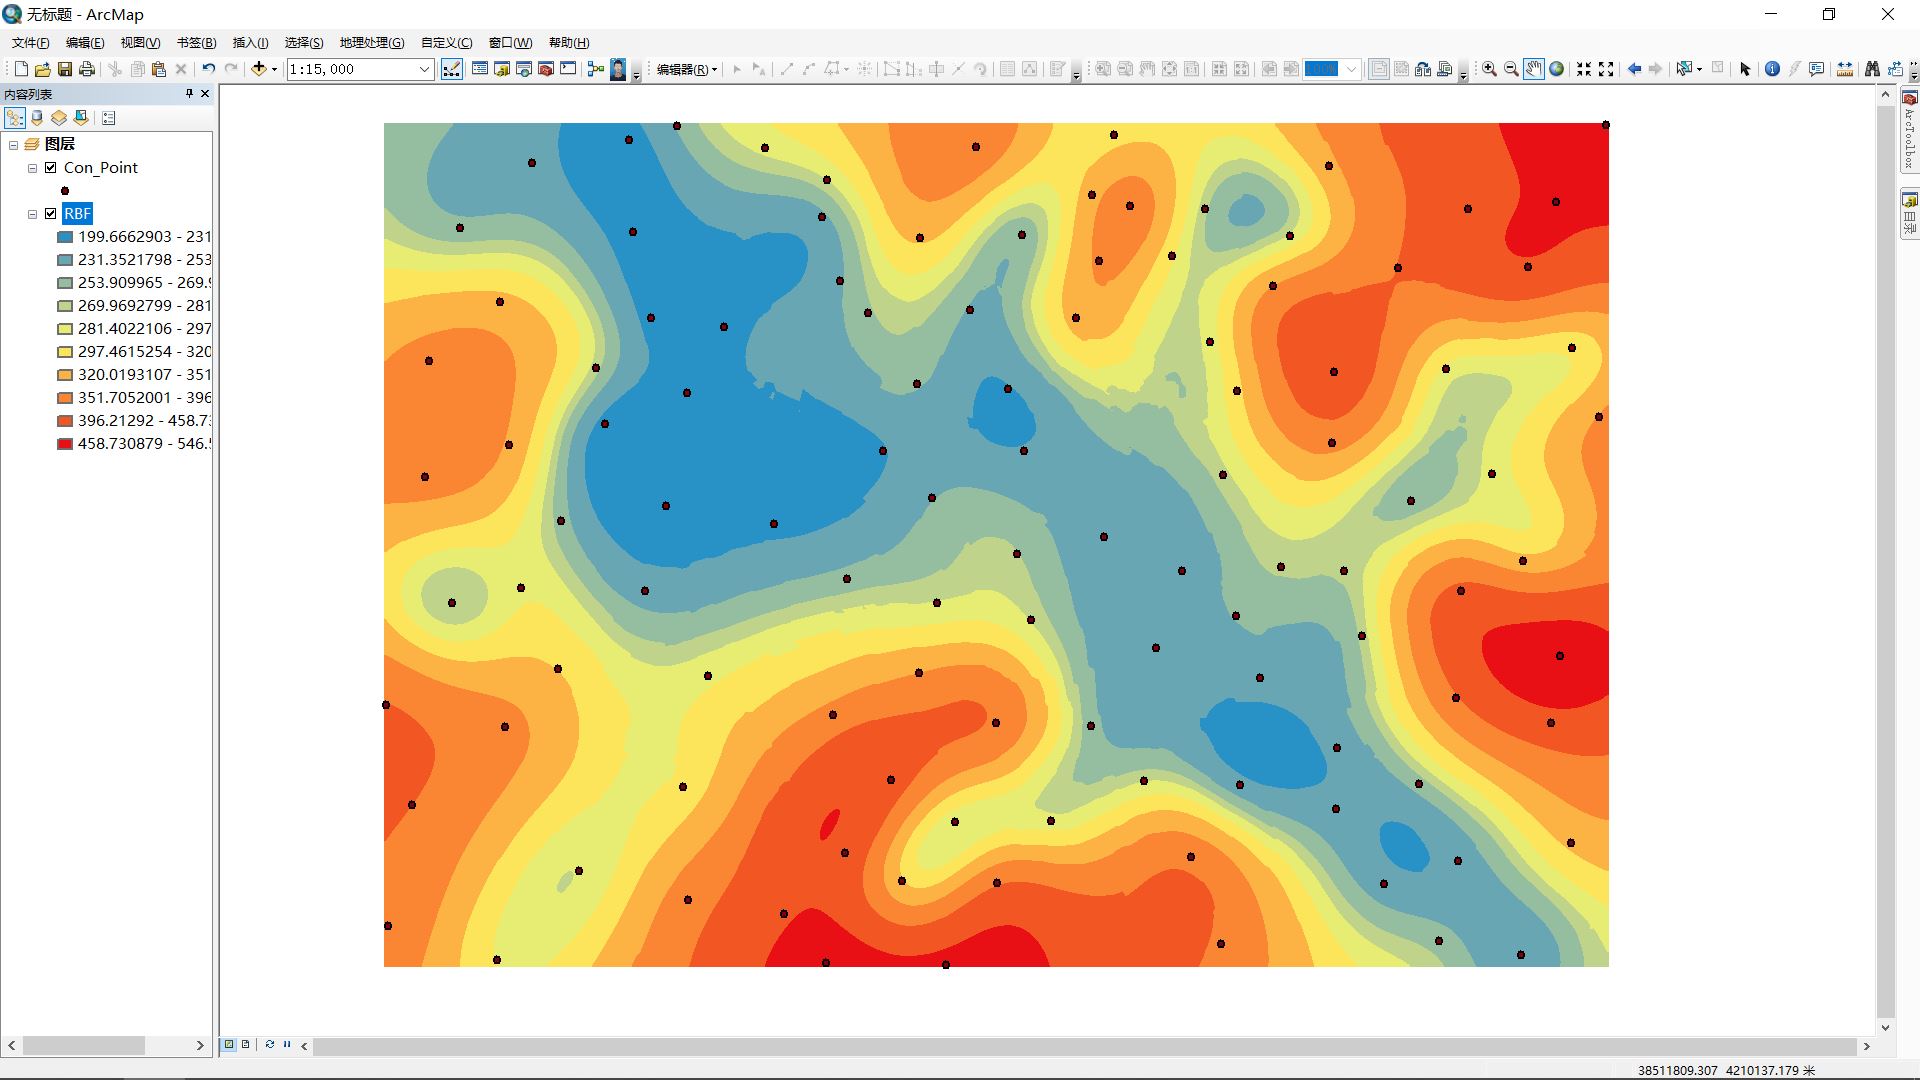 无标题 - ArcMap
文件(F) 编辑(E) 视图(V) 书签(B) 插入(I) 选择(S) 地理处理(G) 自定义(C) 窗口(W) 帮助(H)
1:15,000 编辑器(R) 100%
内容列表
图层
Con_Point
RBF
199.6662903 - 231
231.3521798 - 253
253.909965 - 269.9
269.9692799 - 281
281.4022106 - 297
297.4615254 - 320
320.0193107 - 351
351.7052001 - 396
396.21292 - 458.73
458.730879 - 546.5
ArcToolbox
目录
38511809.307 4210137.179 米